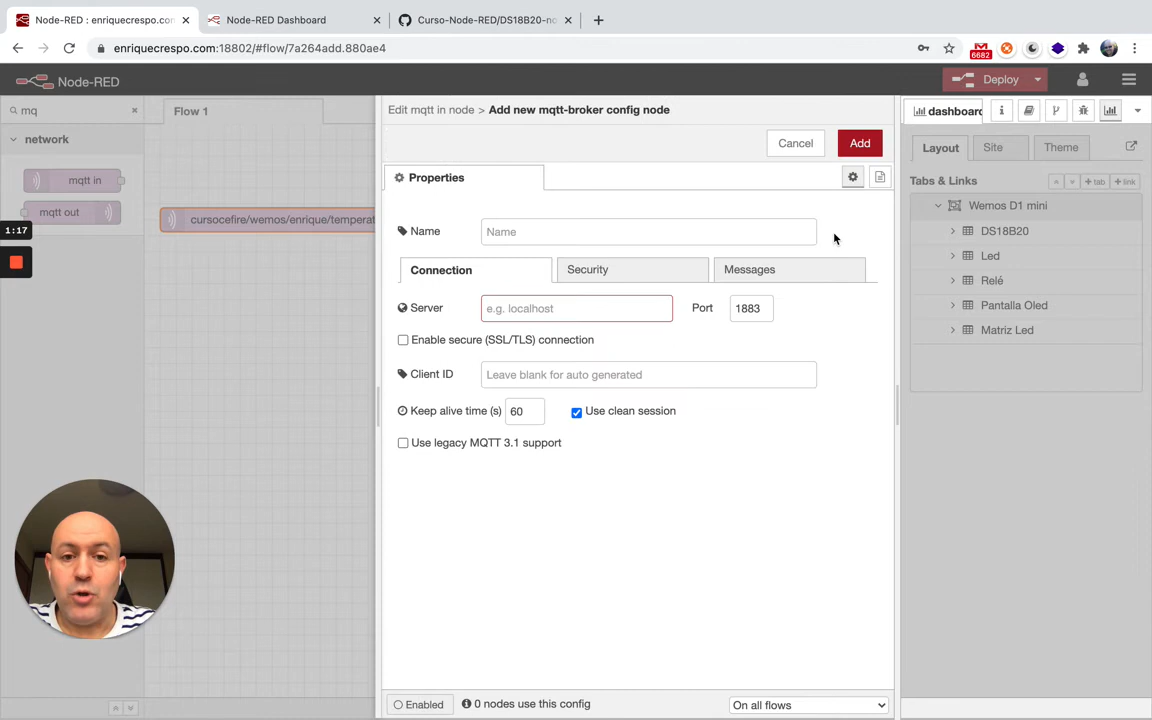 Node-RED : enriquecrespo.con
Node-RED Dashboard
Curso-Node-RED/DS18B20-no
enriquecrespo.com:18802/#flow/7a264add.880ae4
6682
Node-RED
Deploy
mq
Flow 1
Edit mqtt in node > Add new mqtt-broker config node
dashboard
network
Cancel
Add
Layout
Site
Theme
mqtt in
Properties
Tabs & Links
+ tab
+ link
mqtt out
cursocefire/wemos/enrique/temperat
Wemos D1 mini
1:17
Name
Name
DS18B20
Connection
Security
Messages
Led
Server
e.g. localhost
Port
1883
Relé
Enable secure (SSL/TLS) connection
Pantalla Oled
Client ID
Leave blank for auto generated
Matriz Led
Keep alive time (s)
60
Use clean session
Use legacy MQTT 3.1 support
Enabled
0 nodes use this config
On all flows